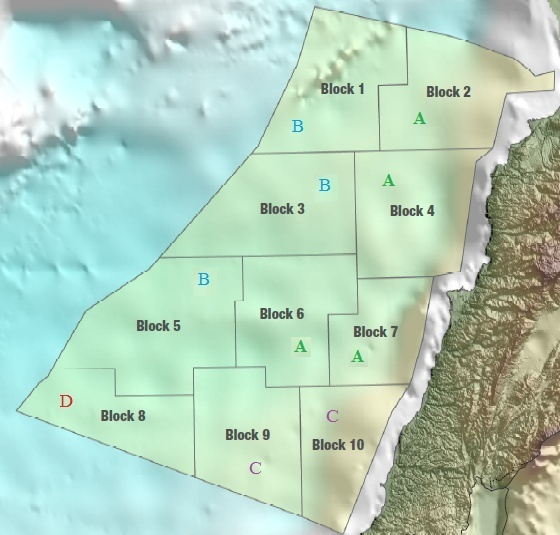 Block 1
Block 2
A
B
B
A
Block 3
Block 4
B
Block 6
Block 5
Block 7
A
A
D
Block 8
C
Block 9
Block 10
C